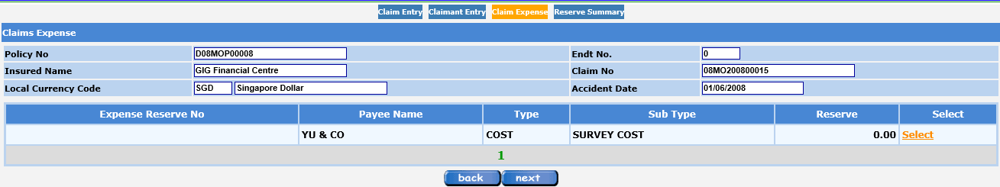 Claim Entry Claimant Entry Claim Expense Reserve Summary
Claims Expense
Policy No D08MOP00008 Endt No. 0
Insured Name GIG Financial Centre Claim No 08MO200800015
Local Currency Code SGD Singapore Dollar Accident Date 01/06/2008
Expense Reserve No Payee Name Type Sub Type Reserve Select
YU & CO COST SURVEY COST 0.00 Select
1
back next